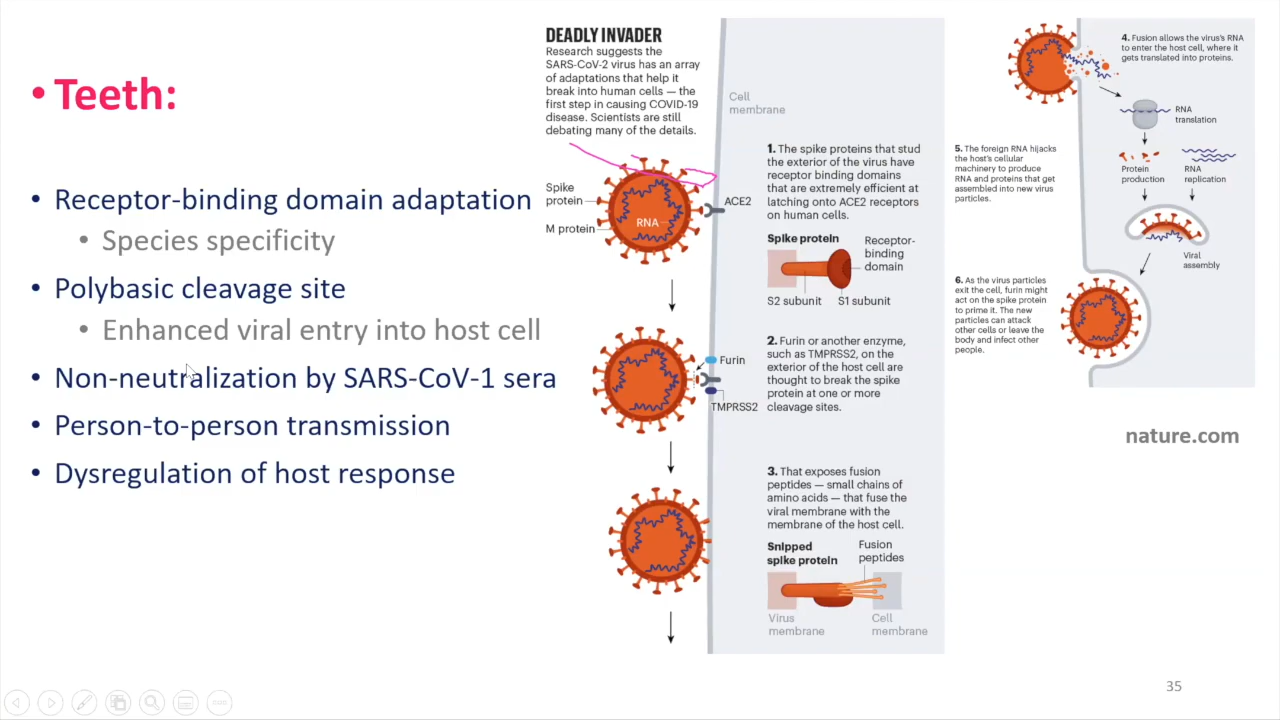 • Teeth:
• Receptor-binding domain adaptation
• Species specificity
• Polybasic cleavage site
• Enhanced viral entry into host cell
• Non-neutralization by SARS-CoV-1 sera
• Person-to-person transmission
• Dysregulation of host response
DEADLY INVADER
Research suggests the
SARS-CoV-2 virus has an array
of adaptations that help it
break into human cells — the
first step in causing COVID-19
disease. Scientists are still
debating many of the details.
Cell
membrane
Spike
protein
M protein
RNA
ACE2
1. The spike proteins that stud
the exterior of the virus have
receptor binding domains
that are extremely efficient at
latching onto ACE2 receptors
on human cells.
Spike protein
Receptor-
binding
domain
S2 subunit
S1 subunit
Furin
TMPRSS2
2. Furin or another enzyme,
such as TMPRSS2, on the
exterior of the host cell are
thought to break the spike
protein at one or more
cleavage sites.
3. That exposes fusion
peptides — small chains of
amino acids — that fuse the
viral membrane with the
membrane of the host cell.
Snipped
spike protein
Fusion
peptides
Virus
membrane
Cell
membrane
4. Fusion allows the virus's RNA
to enter the host cell, where it
gets translated into proteins.
RNA
translation
5. The foreign RNA hijacks
the host's cellular
machinery to produce
RNA and proteins that get
assembled into new virus
particles.
Protein
production
RNA
replication
Viral
assembly
6. As the virus particles
exit the cell, furin might
act on the spike protein
to prime it. The new
particles can attack
other cells or leave the
body and infect other
people.
nature.com
35